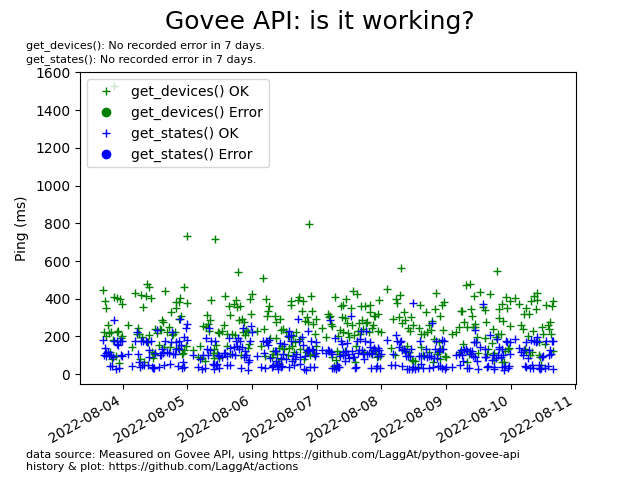 Govee API: is it working?
get_devices(): No recorded error in 7 days.
get_states(): No recorded error in 7 days.
1600
1400
1200
1000
800
600
400
200
0
Ping (ms)
get_devices() OK
get_devices() Error
get_states() OK
get_states() Error
2022-08-04
2022-08-05
2022-08-06
2022-08-07
2022-08-08
2022-08-09
2022-08-10
2022-08-11
data source: Measured on Govee API, using https://github.com/LaggAt/python-govee-api
history & plot: https://github.com/LaggAt/actions